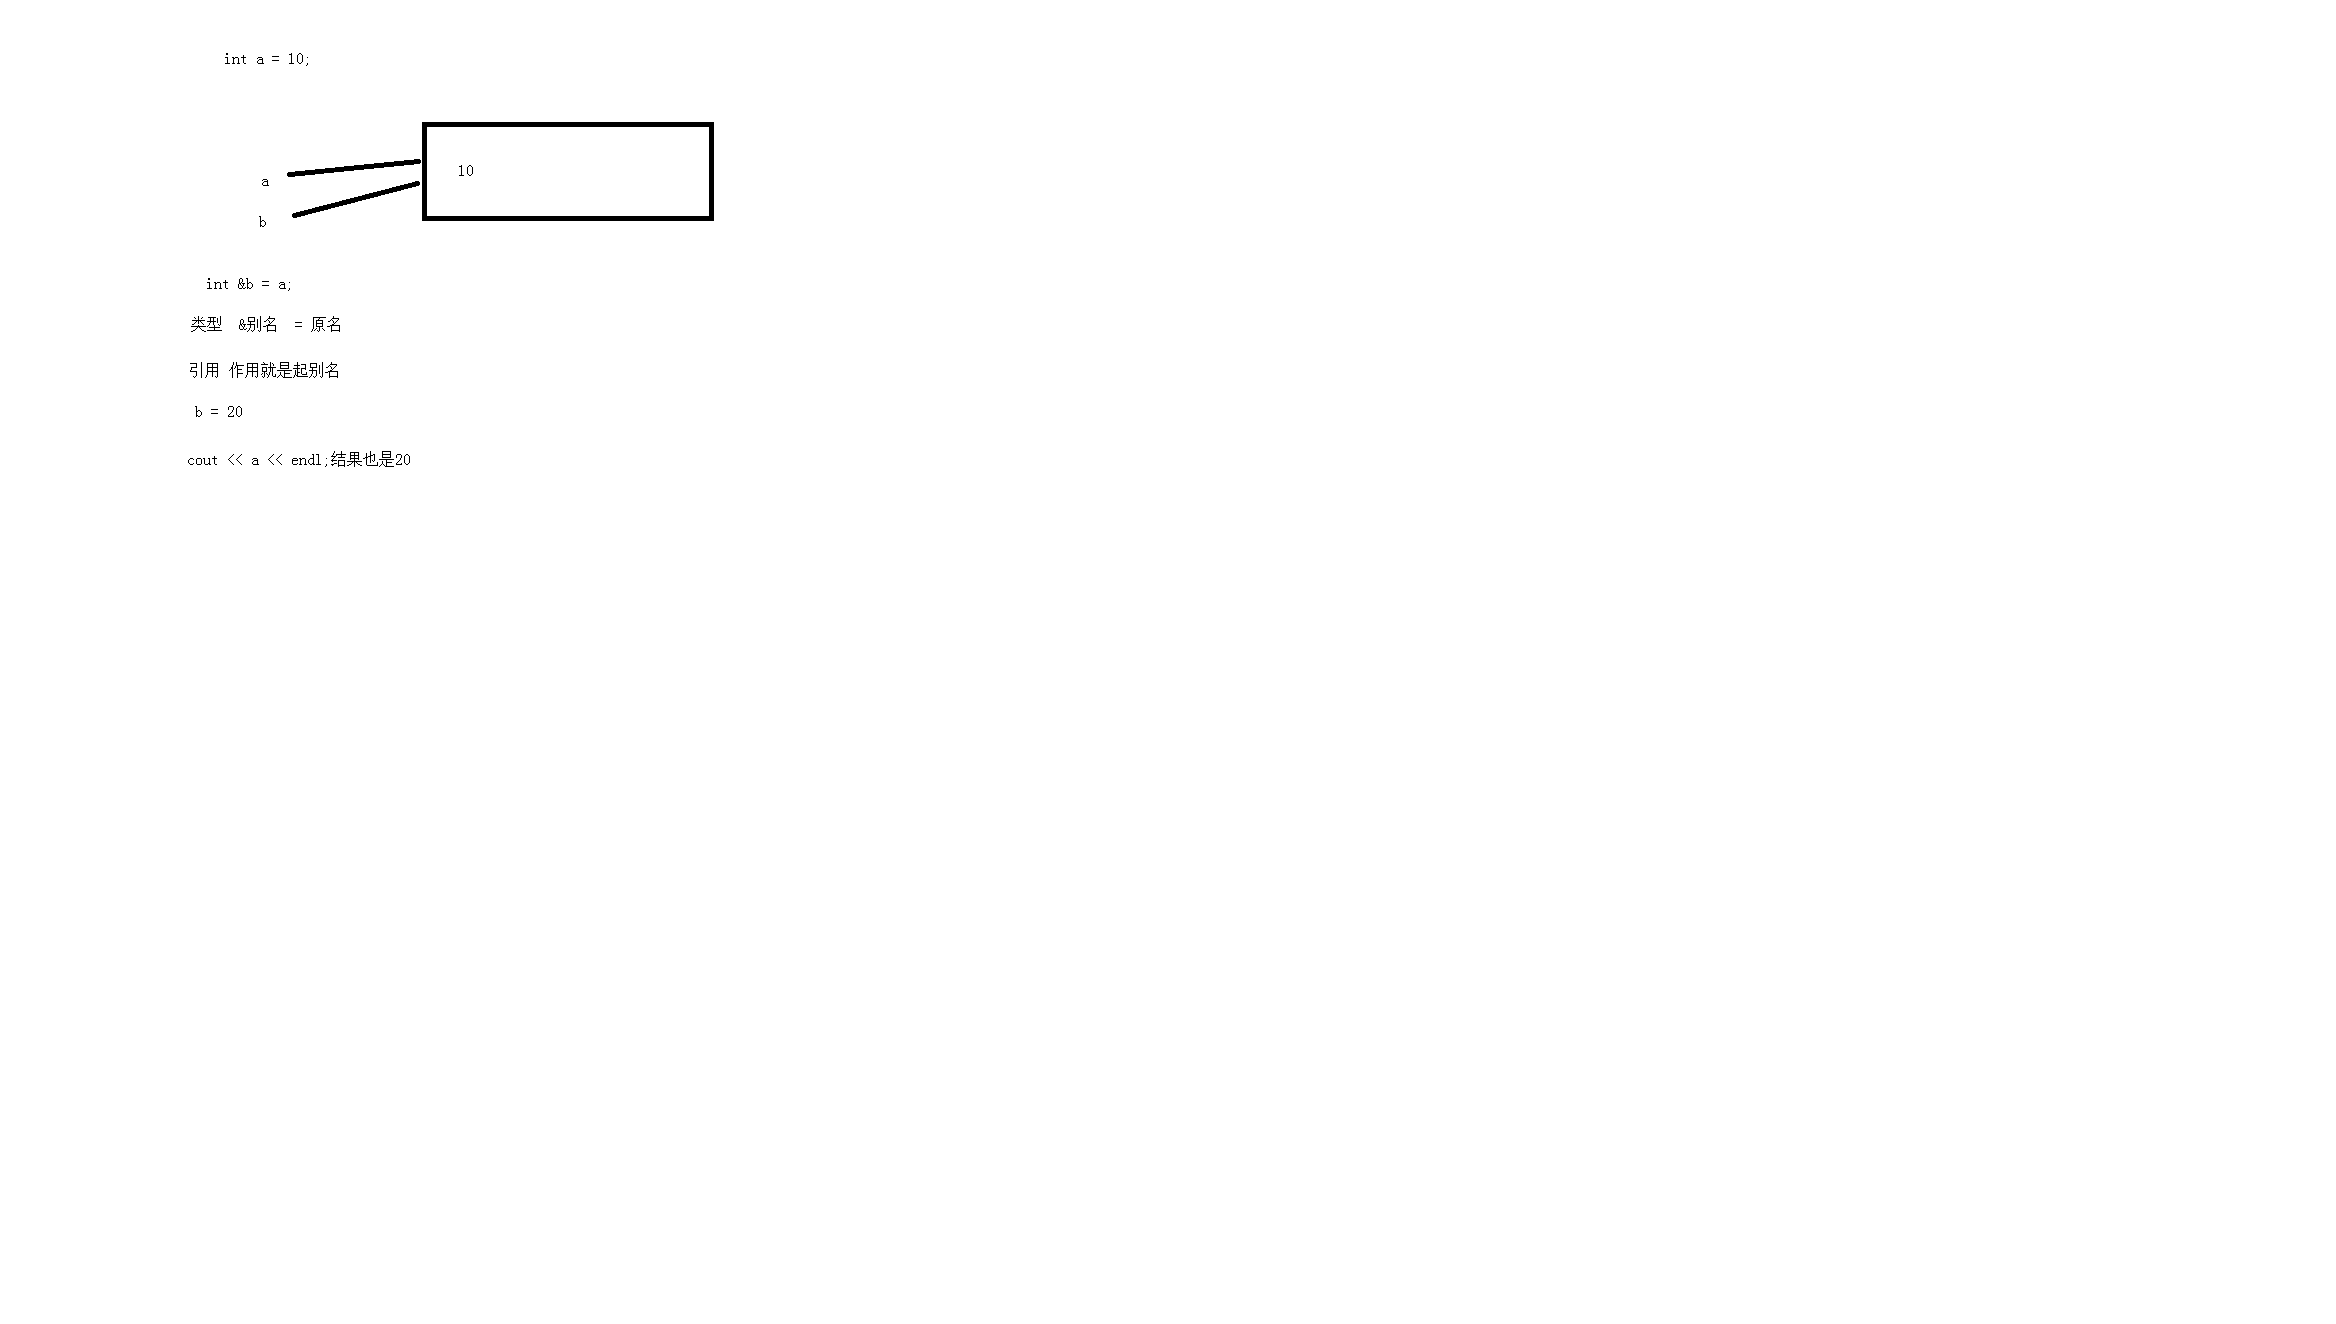 int a = 10;
10
a
b
int &b = a;
类型  &别名  = 原名
引用 作用就是起别名
b = 20
cout << a << endl;结果也是20